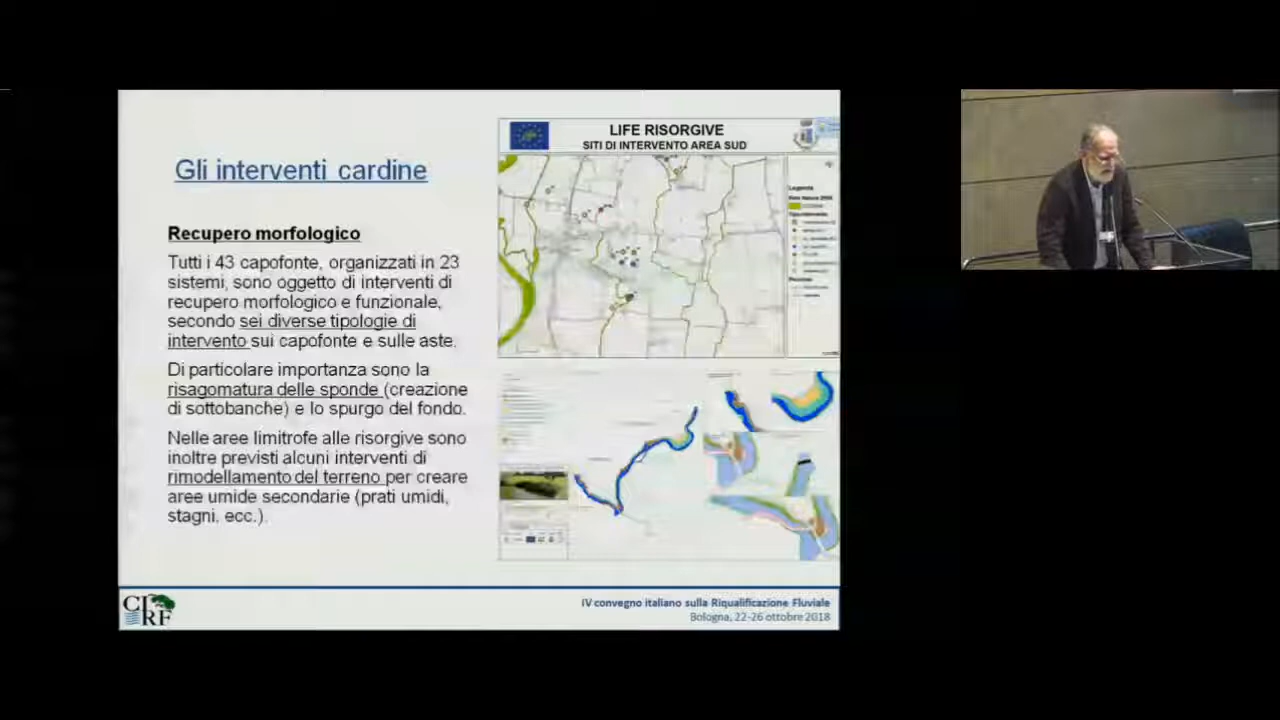 Gli interventi cardine
Recupero morfologico
Tutti i 43 capofonte, organizzati in 23
sistemi, sono oggetto di interventi di
recupero morfologico e funzionale,
secondo sei diverse tipologie di
intervento sui capofonte e sulle aste.
Di particolare importanza sono la
risagomatura delle sponde (creazione
di sottobanche) e lo spurgo del fondo.
Nelle aree limitrofe alle risorgive sono
inoltre previsti alcuni interventi di
rimodellamento del terreno per creare
aree umide secondarie (prati umidi,
stagni, ecc.).
LIFE RISORGIVE
SITI DI INTERVENTO AREA SUD
Legenda
CIRF
IV convegno italiano sulla Riqualificazione Fluviale
Bologna, 22-26 ottobre 2018